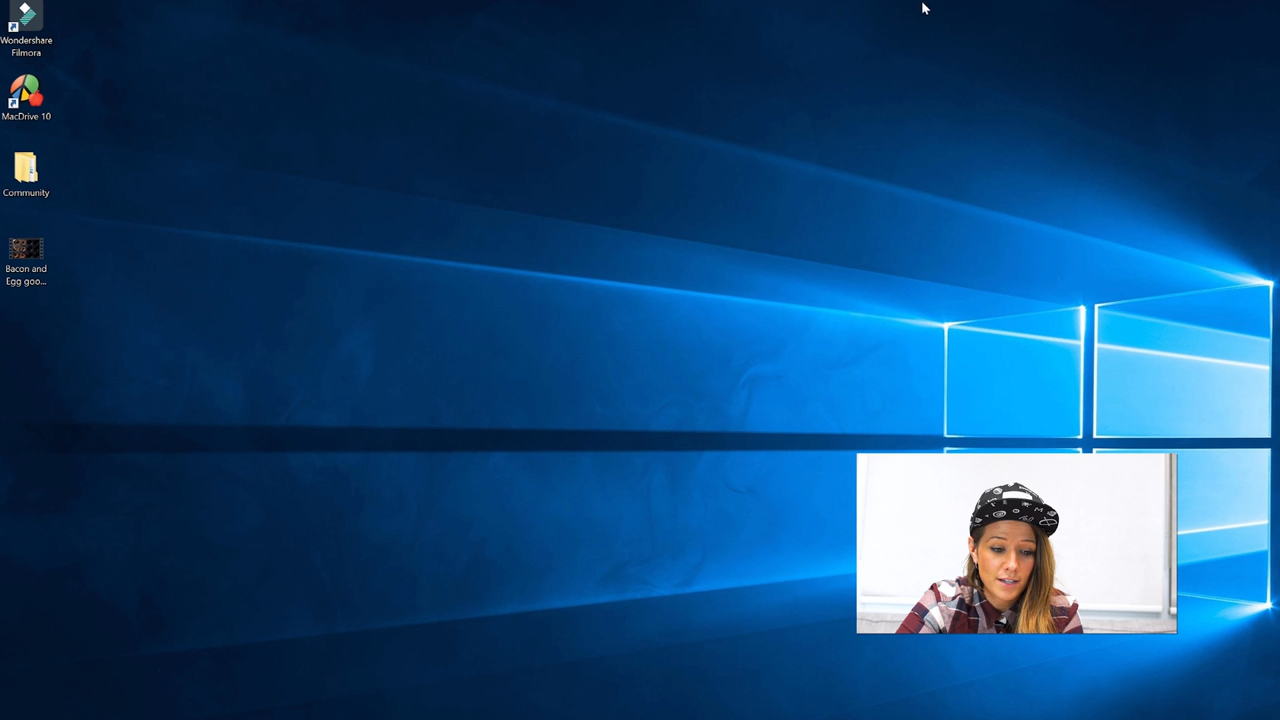 Wondershare
Filmora
MacDrive 10
Community
Bacon and
Egg goo...